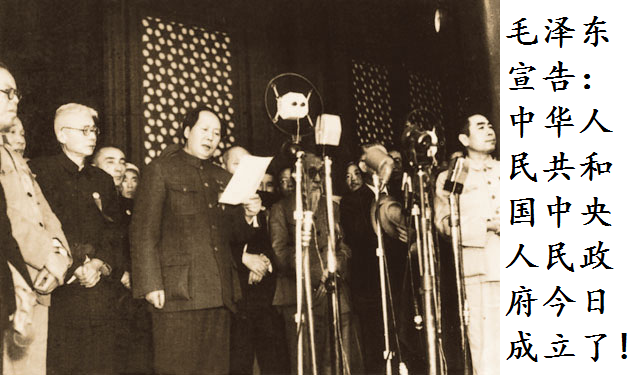 毛泽东
宣告：
中华人
民共和
国中央
人民政
府今日
成立了！